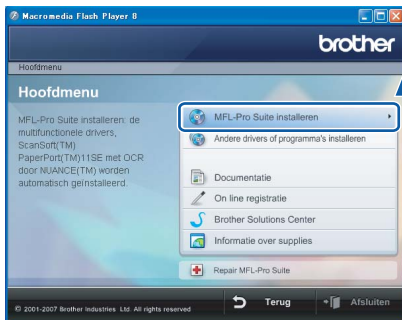 Macromedia Flash Player 8
brother
Hoofdmenu
Hoofdmenu
MFL-Pro Suite installeren: de
multifunctionele drivers,
ScanSoft(TM)
PaperPort(TM)11SE met OCR
door NUANCE(TM) worden
automatisch geïnstalleerd.
MFL-Pro Suite installeren
Andere drivers of programma's installeren
Documentatie
On line registratie
Brother Solutions Center
Informatie over supplies
Repair MFL-Pro Suite
© 2001-2007 Brother Industries Ltd. All rights reserved
Terug
Afsluiten